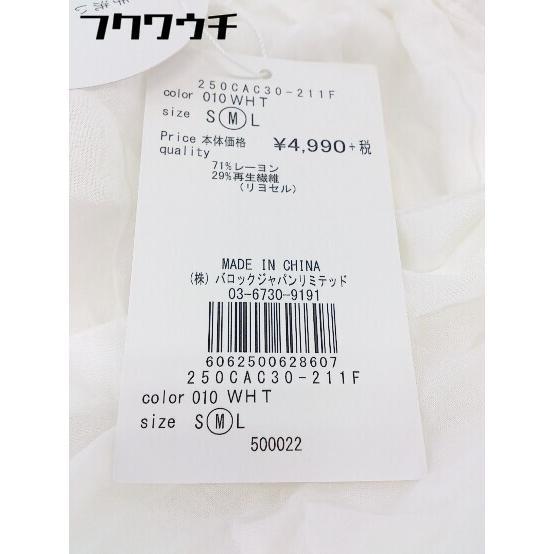 フクワウチ
250CAC30-211F
color 010 WHT
size S M L
Price 本体価格 ¥4,990+税
quality
71%レーヨン
29%再生繊維
(リヨセル)
MADE IN CHINA
(株) バロックジャパンリミテッド
03-6730-9191
6062500628607
250CAC30-211F
color 010 WHT
size S M L
500022